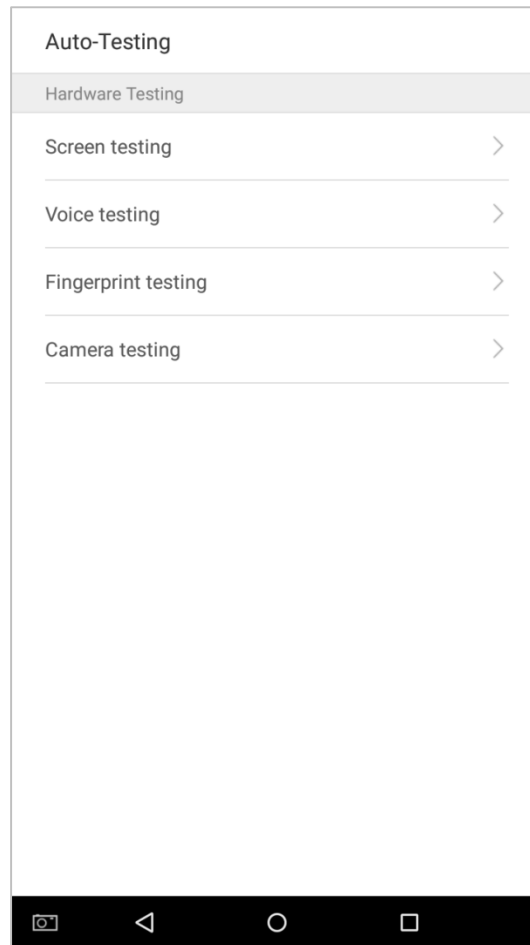 Auto-Testing
Hardware Testing
Screen testing
Voice testing
Fingerprint testing
Camera testing